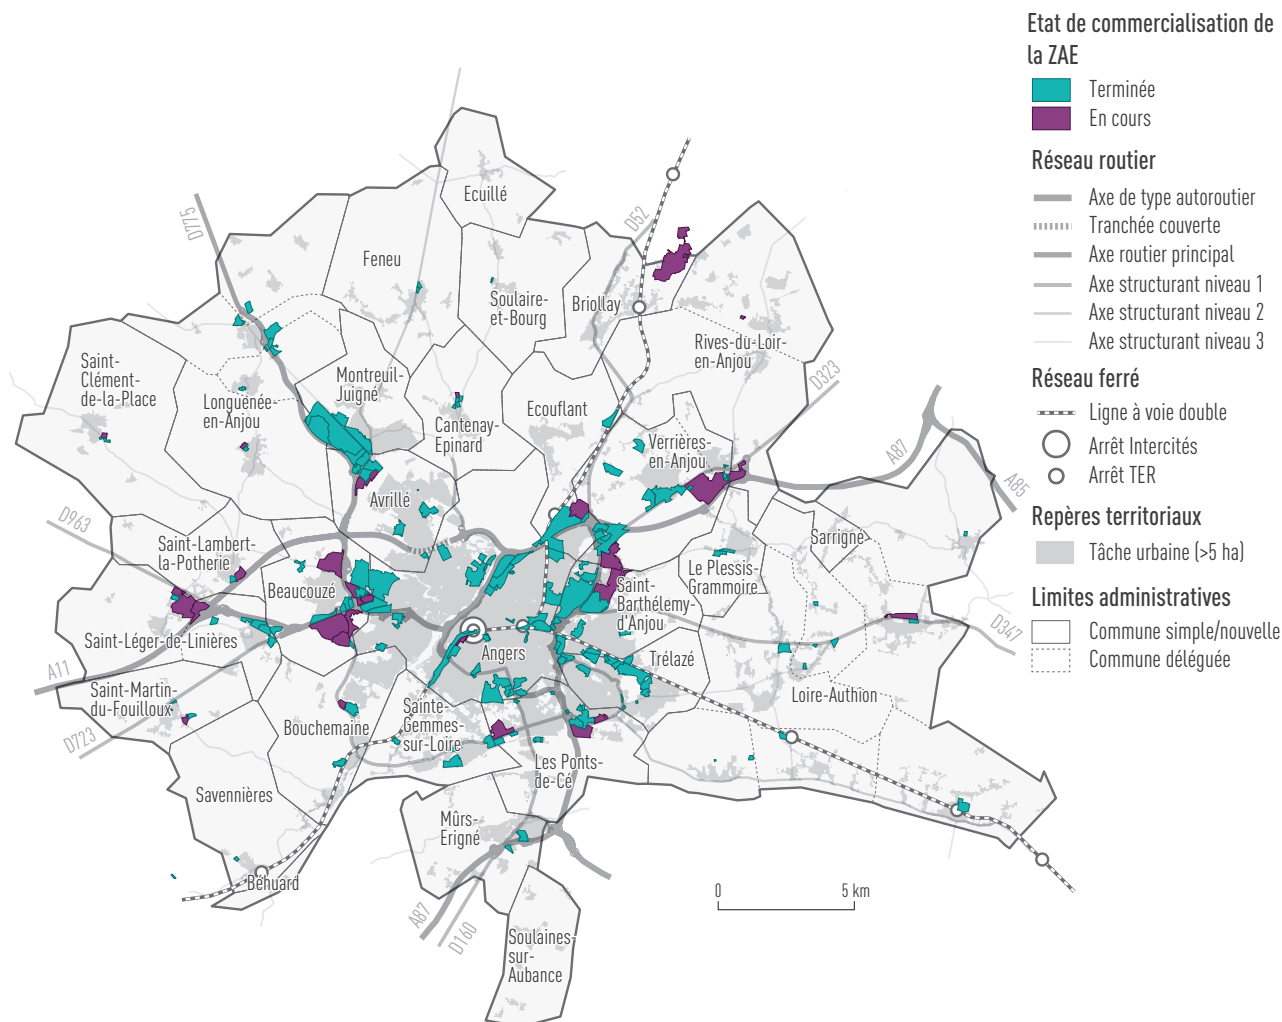 Etat de commercialisation de
la ZAE
Terminée
En cours
Réseau routier
Axe de type autoroutier
Tranchée couverte
Axe routier principal
Axe structurant niveau 1
Axe structurant niveau 2
Axe structurant niveau 3
Réseau ferré
Ligne à voie double
Arrêt Intercités
Arrêt TER
Repères territoriaux
Tâche urbaine (>5 ha)
Limites administratives
Commune simple/nouvelle
Commune déléguée
Ecuillé
D775
D52
Feneu
Soulaire-
et-Bourg
Briollay
Rives-du-Loir-
en-Anjou
Saint-
Clément-
de-la-Place
Longuenée-
en-Anjou
Montreuil-
Juigné
Cantenay-
Epinard
Ecouflant
D323
Verrières-
en-Anjou
A87
A85
Avrillé
D963
Saint-Lambert-
la-Potherie
Beaucouzé
Sarrigné
Le Plessis-
Grammoire
Saint-
Barthélemy-
d'Anjou
D347
Saint-Léger-de-Linières
Angers
Trélazé
A11
Saint-Martin-
du-Fouilloux
Loire-Authion
D723
Bouchemaine
Sainte-
Gemmes-
sur-Loire
Les Ponts-
de-Cé
Savennières
Mûrs-
Erigné
Béhuard
A87
D160
Soulaines-
sur-
Aubance
0 5 km